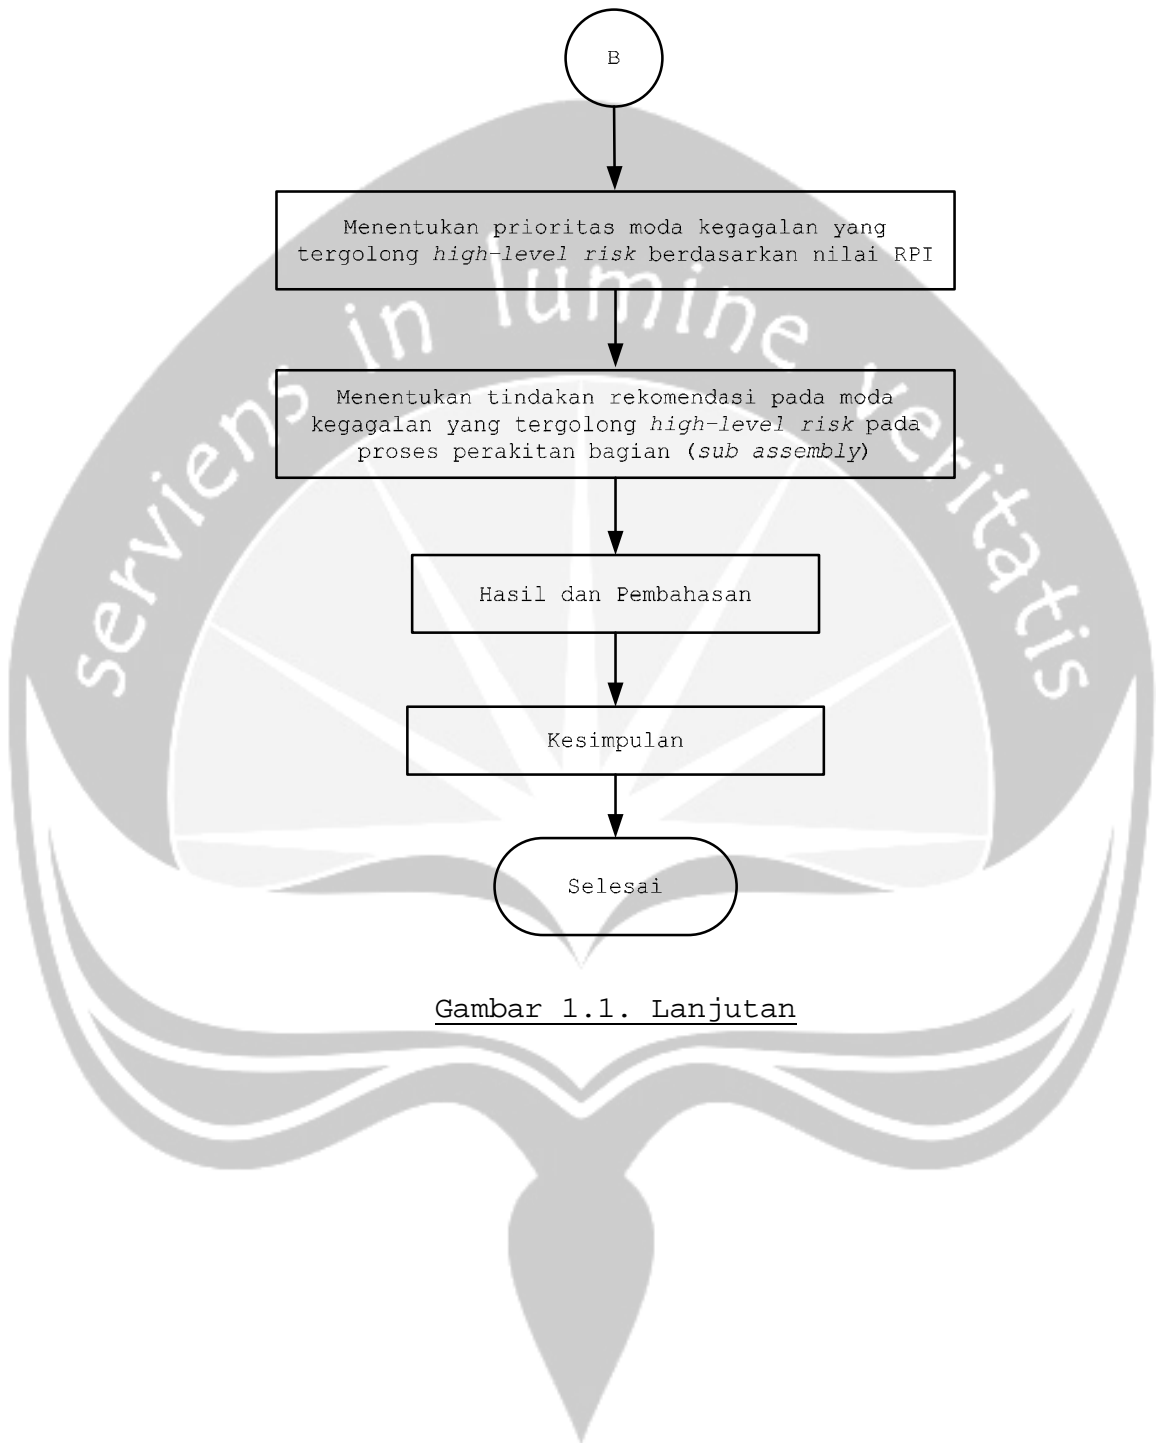 B
Menentukan prioritas moda kegagalan yang
tergolong high-level risk berdasarkan nilai RPI
serviens in lumine veritatis
Menentukan tindakan rekomendasi pada moda
kegagalan yang tergolong high-level risk pada
proses perakitan bagian (sub assembly)
Hasil dan Pembahasan
Kesimpulan
Selesai
Gambar 1.1. Lanjutan